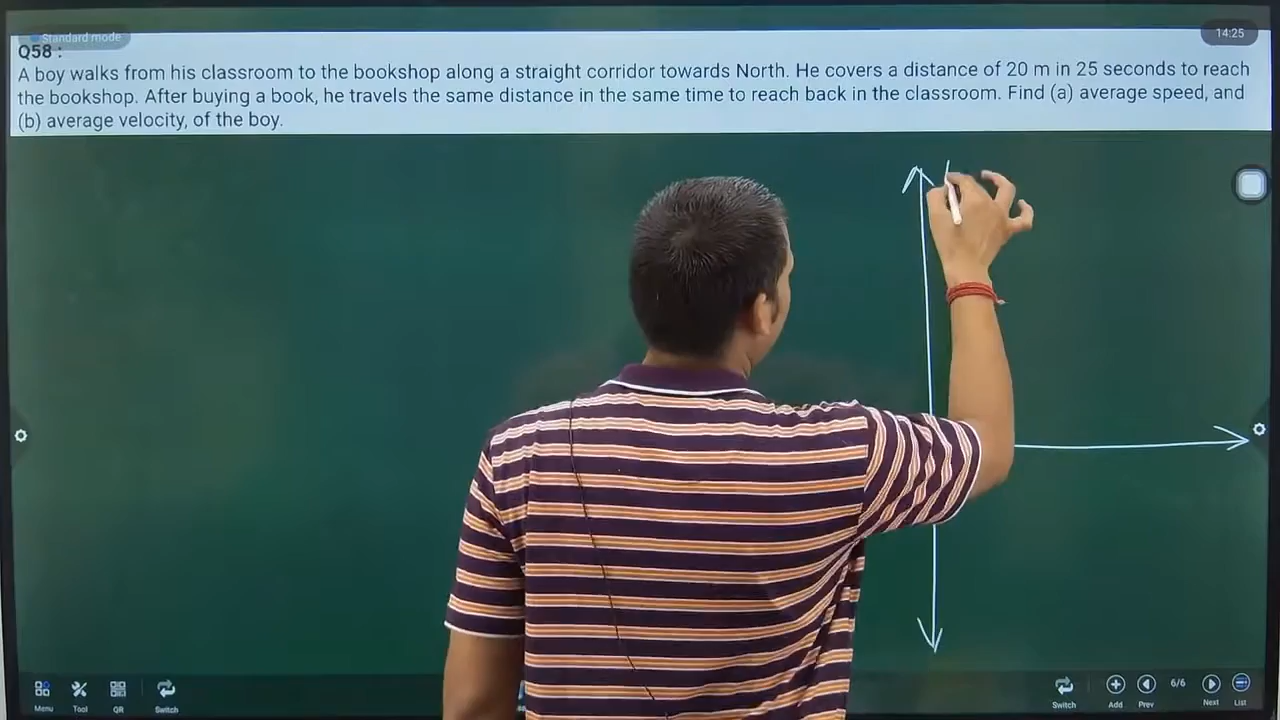 Standard mode
14:25
Q58 :
A boy walks from his classroom to the bookshop along a straight corridor towards North. He covers a distance of 20 m in 25 seconds to reach
the bookshop. After buying a book, he travels the same distance in the same time to reach back in the classroom. Find (a) average speed, and
(b) average velocity, of the boy.
Menu Tool QR Switch Switch Add Prev 6/6 Next List